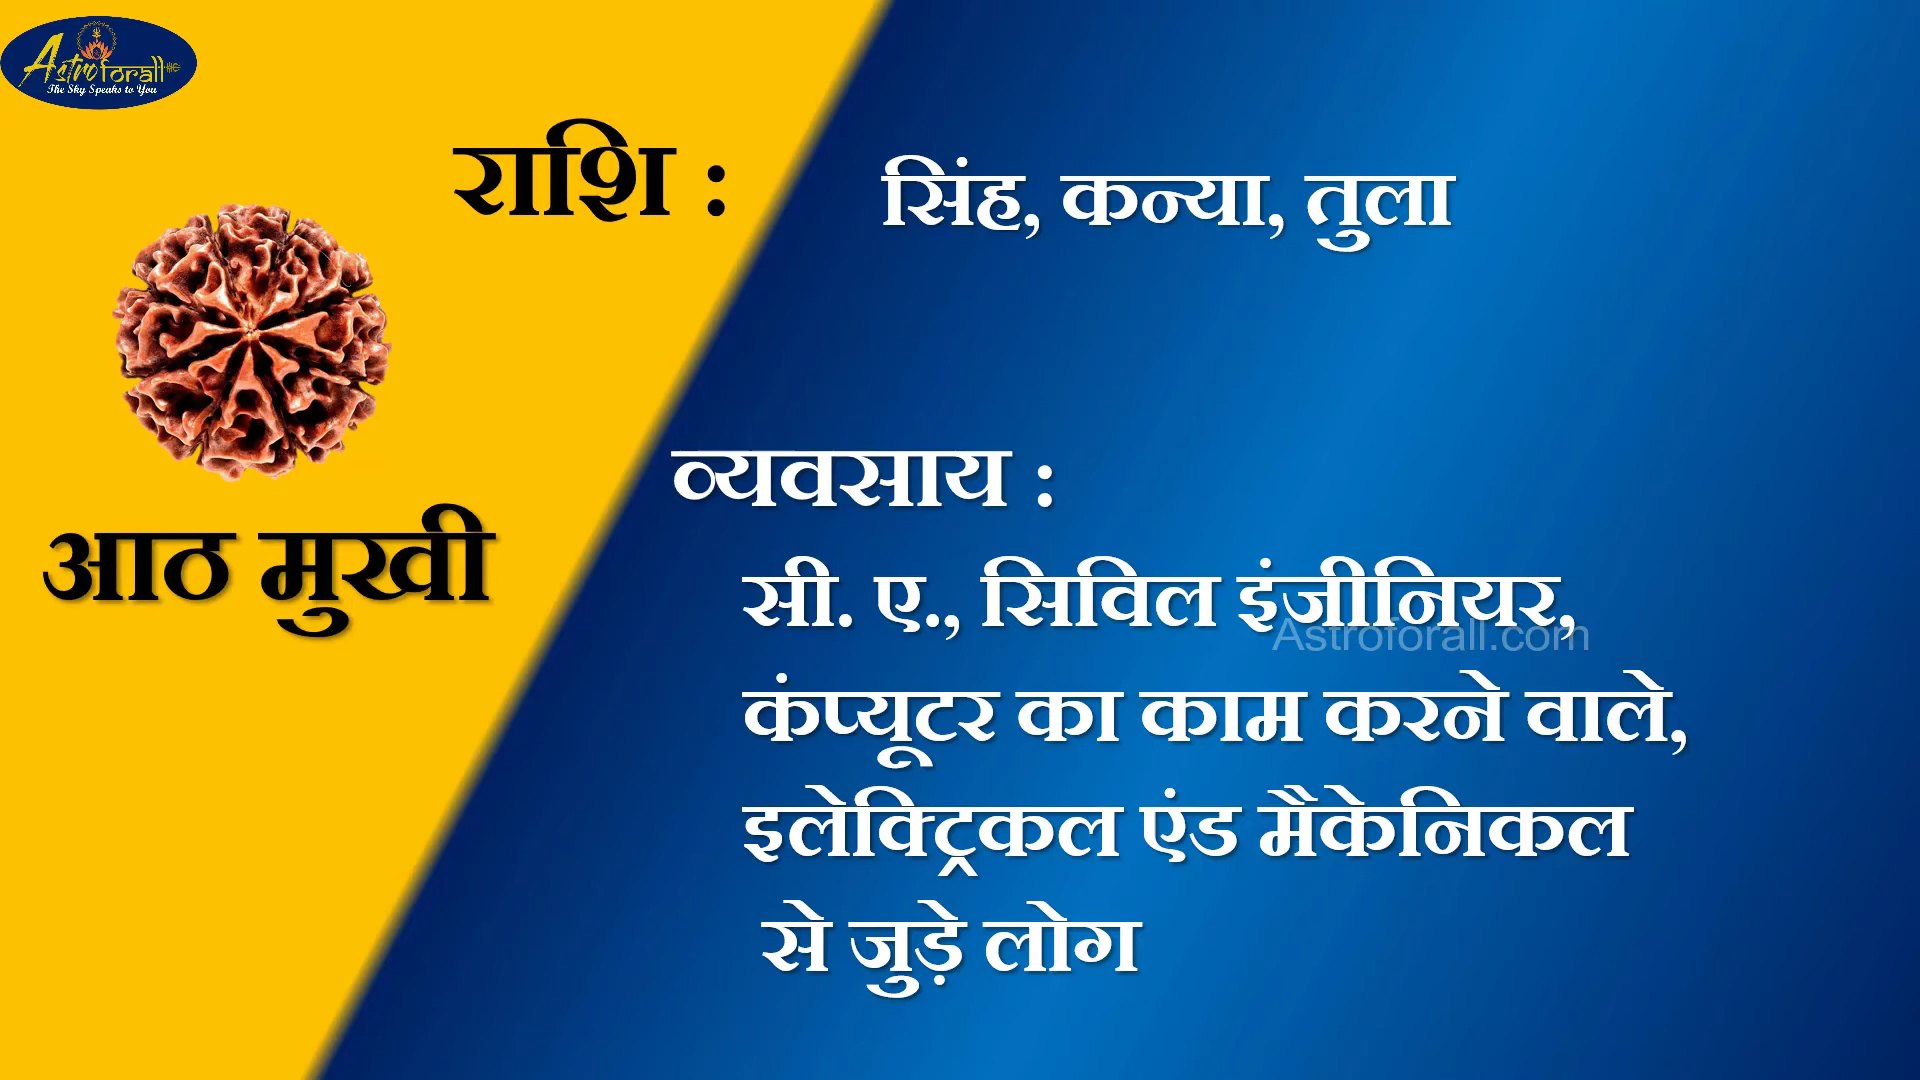 Astroforall
The Sky Speaks to You
राशि :
सिंह, कन्या, तुला
आठ मुखी
व्यवसाय :
सी. ए., सिविल इंजीनियर,
Astroforall.com
कंप्यूटर का काम करने वाले,
इलेक्ट्रिकल एंड मैकेनिकल
से जुड़े लोग